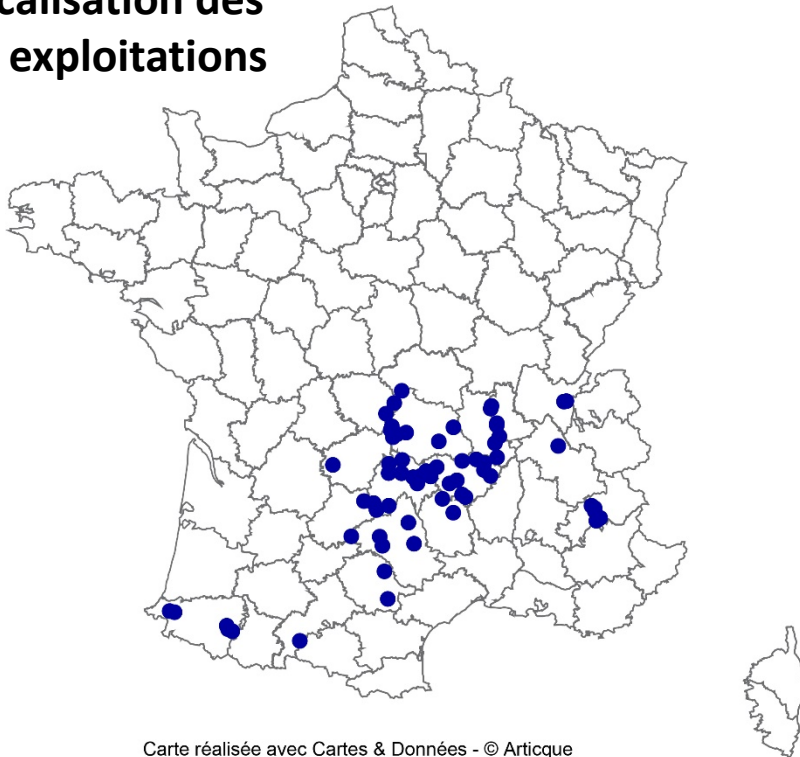 calisation des
exploitations
Carte réalisée avec Cartes & Données - © Articque